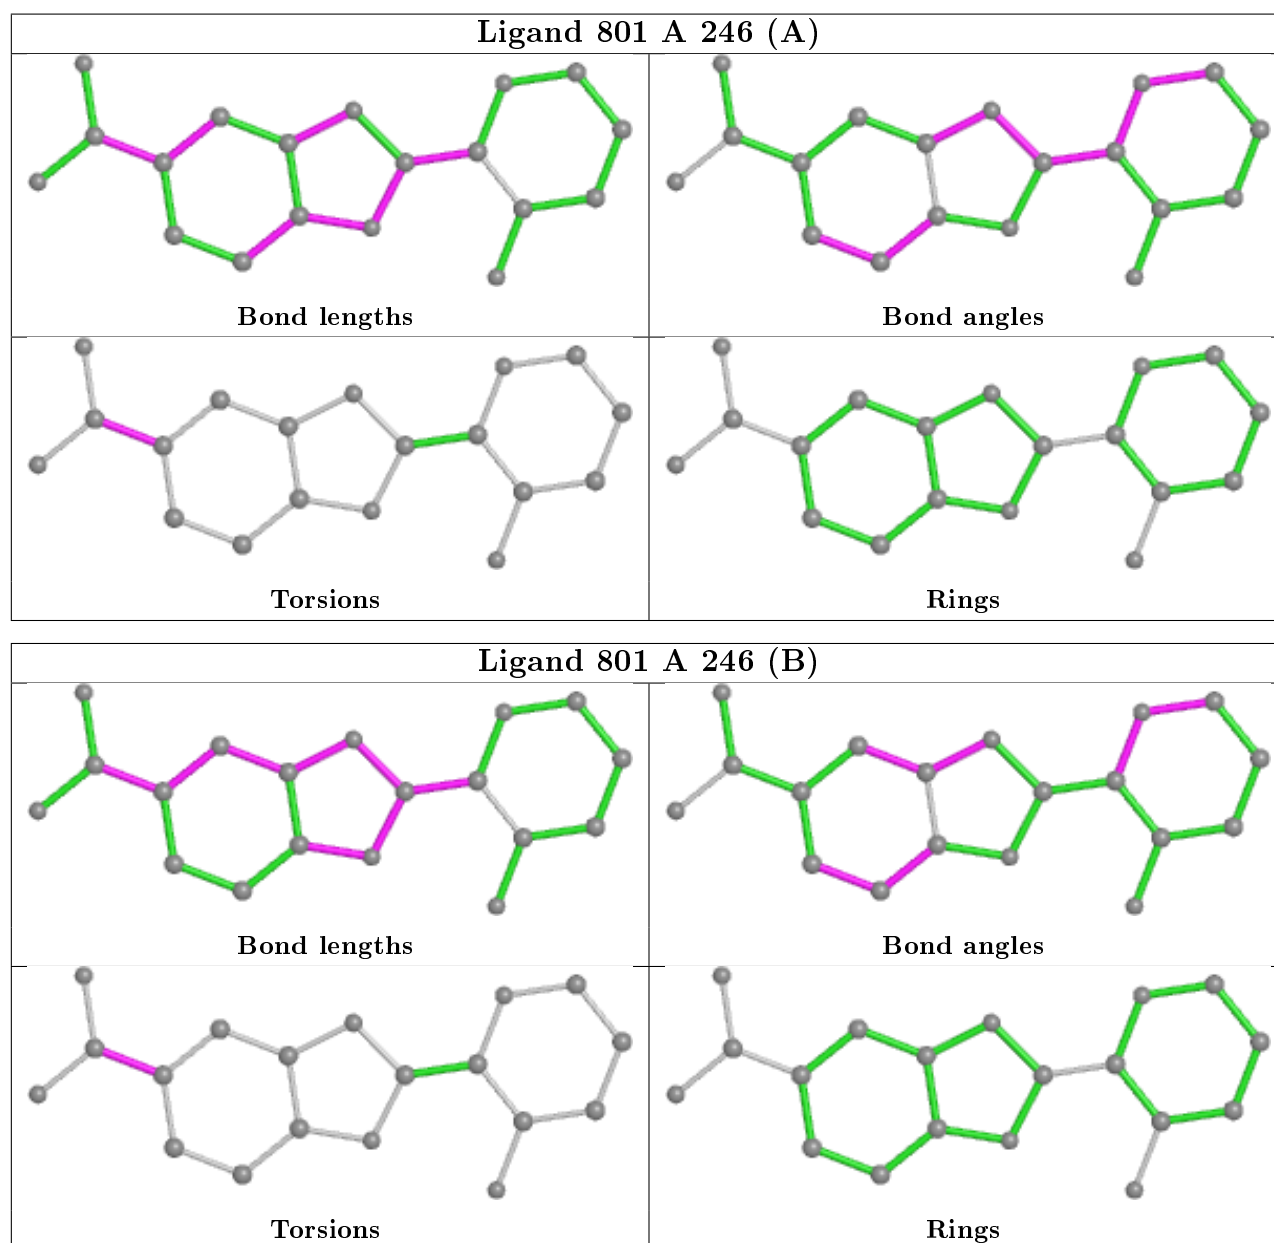 Ligand 801 A 246 (A)
Bond lengths
Bond angles
Torsions
Rings
Ligand 801 A 246 (B)
Bond lengths
Bond angles
Torsions
Rings